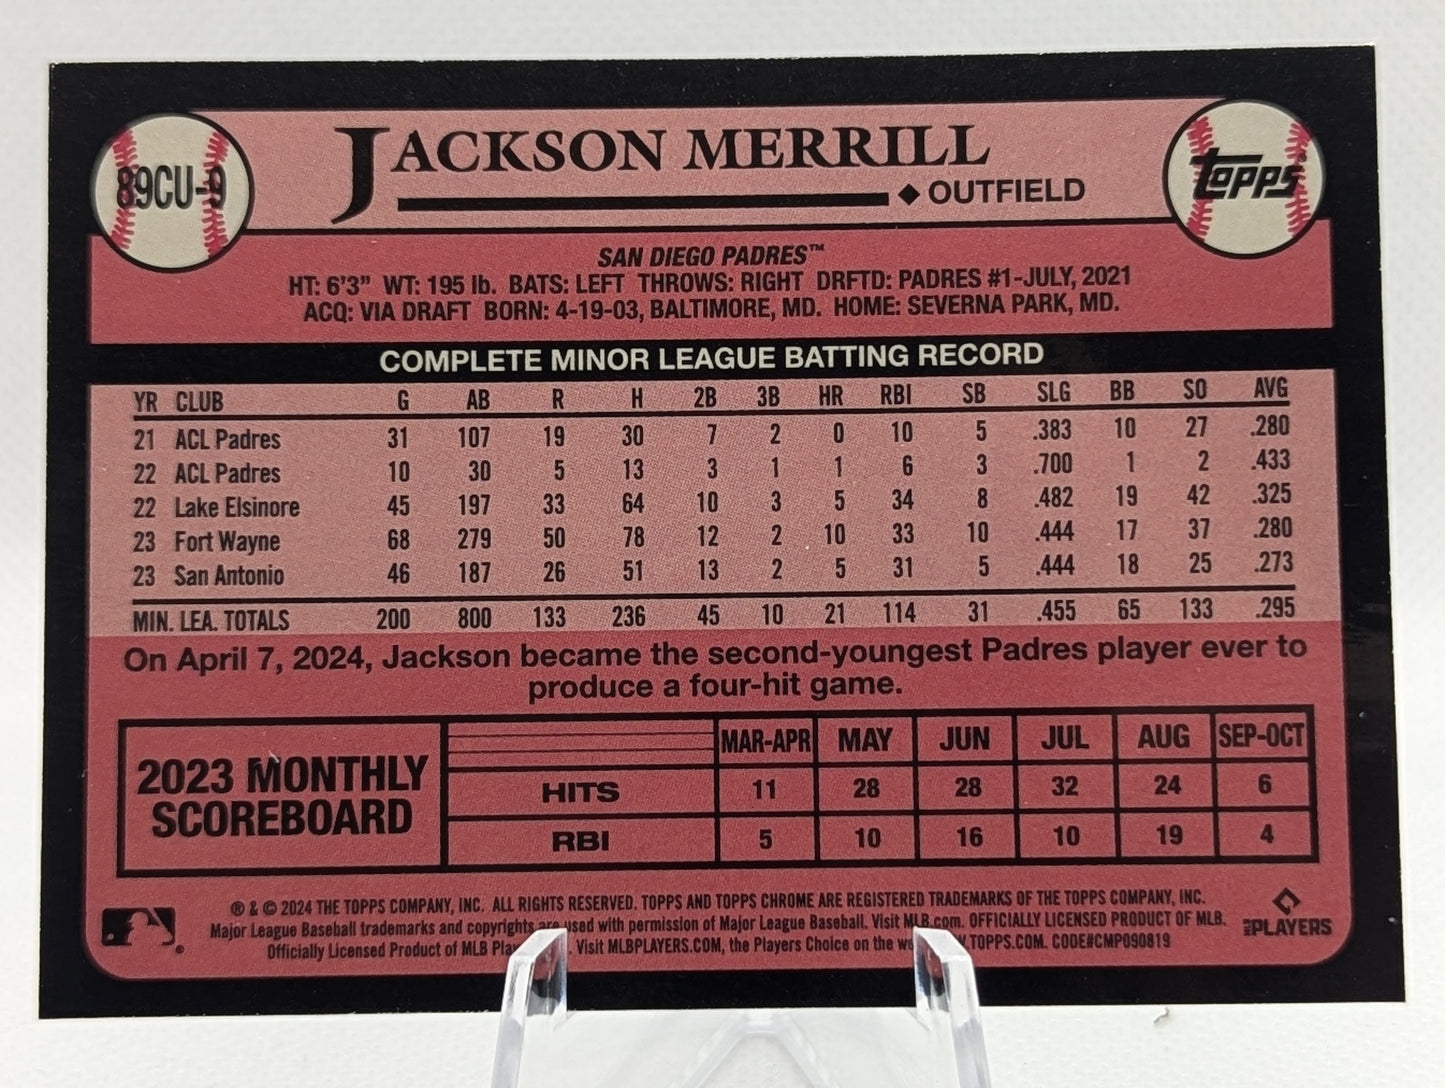 89CU-9
JACKSON MERRILL
◆ OUTFIELD
TOPPS
SAN DIEGO PADRES™
HT: 6'3" WT: 195 lb. BATS: LEFT THROWS: RIGHT DRFTD: PADRES #1-JULY, 2021
ACQ: VIA DRAFT BORN: 4-19-03, BALTIMORE, MD. HOME: SEVERNA PARK, MD.
COMPLETE MINOR LEAGUE BATTING RECORD
YR CLUB G AB R H 2B 3B HR RBI SB SLG BB SO AVG
21 ACL Padres 31 107 19 30 7 2 0 10 5 .383 10 27 .280
22 ACL Padres 10 30 5 13 3 1 1 6 3 .700 1 2 .433
22 Lake Elsinore 45 197 33 64 10 3 5 34 8 .482 19 42 .325
23 Fort Wayne 68 279 50 78 12 2 10 33 10 .444 17 37 .280
23 San Antonio 46 187 26 51 13 2 5 31 5 .444 18 25 .273
MIN. LEA. TOTALS 200 800 133 236 45 10 21 114 31 .455 65 133 .295
On April 7, 2024, Jackson became the second-youngest Padres player ever to
produce a four-hit game.
2023 MONTHLY
SCOREBOARD
MAR-APR MAY JUN JUL AUG SEP-OCT
HITS 11 28 28 32 24 6
RBI 5 10 16 10 19 4
® & © 2024 THE TOPPS COMPANY, INC. ALL RIGHTS RESERVED. TOPPS AND TOPPS CHROME ARE REGISTERED TRADEMARKS OF THE TOPPS COMPANY, INC.
Major League Baseball trademarks and copyrights are used with permission of Major League Baseball. Visit MLB.com. OFFICIALLY LICENSED PRODUCT OF MLB.
Officially Licensed Product of MLB Visit MLBPLAYERS.COM, the Players Choice on the TOPPS.COM. CODE#CMP090819
MLB PLAYERS